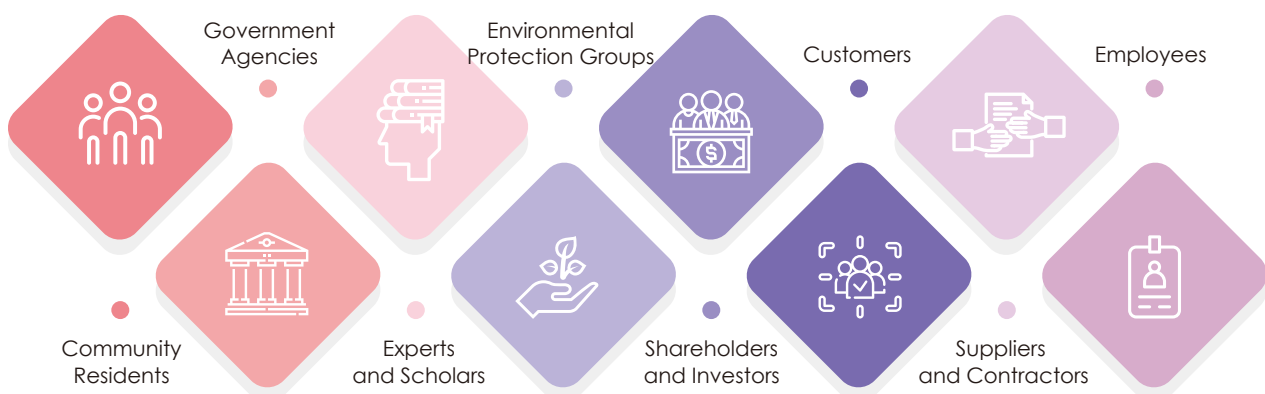 Government
Agencies
Environmental
Protection Groups
Customers
Employees
Community
Residents
Experts
and Scholars
Shareholders
and Investors
Suppliers
and Contractors
$